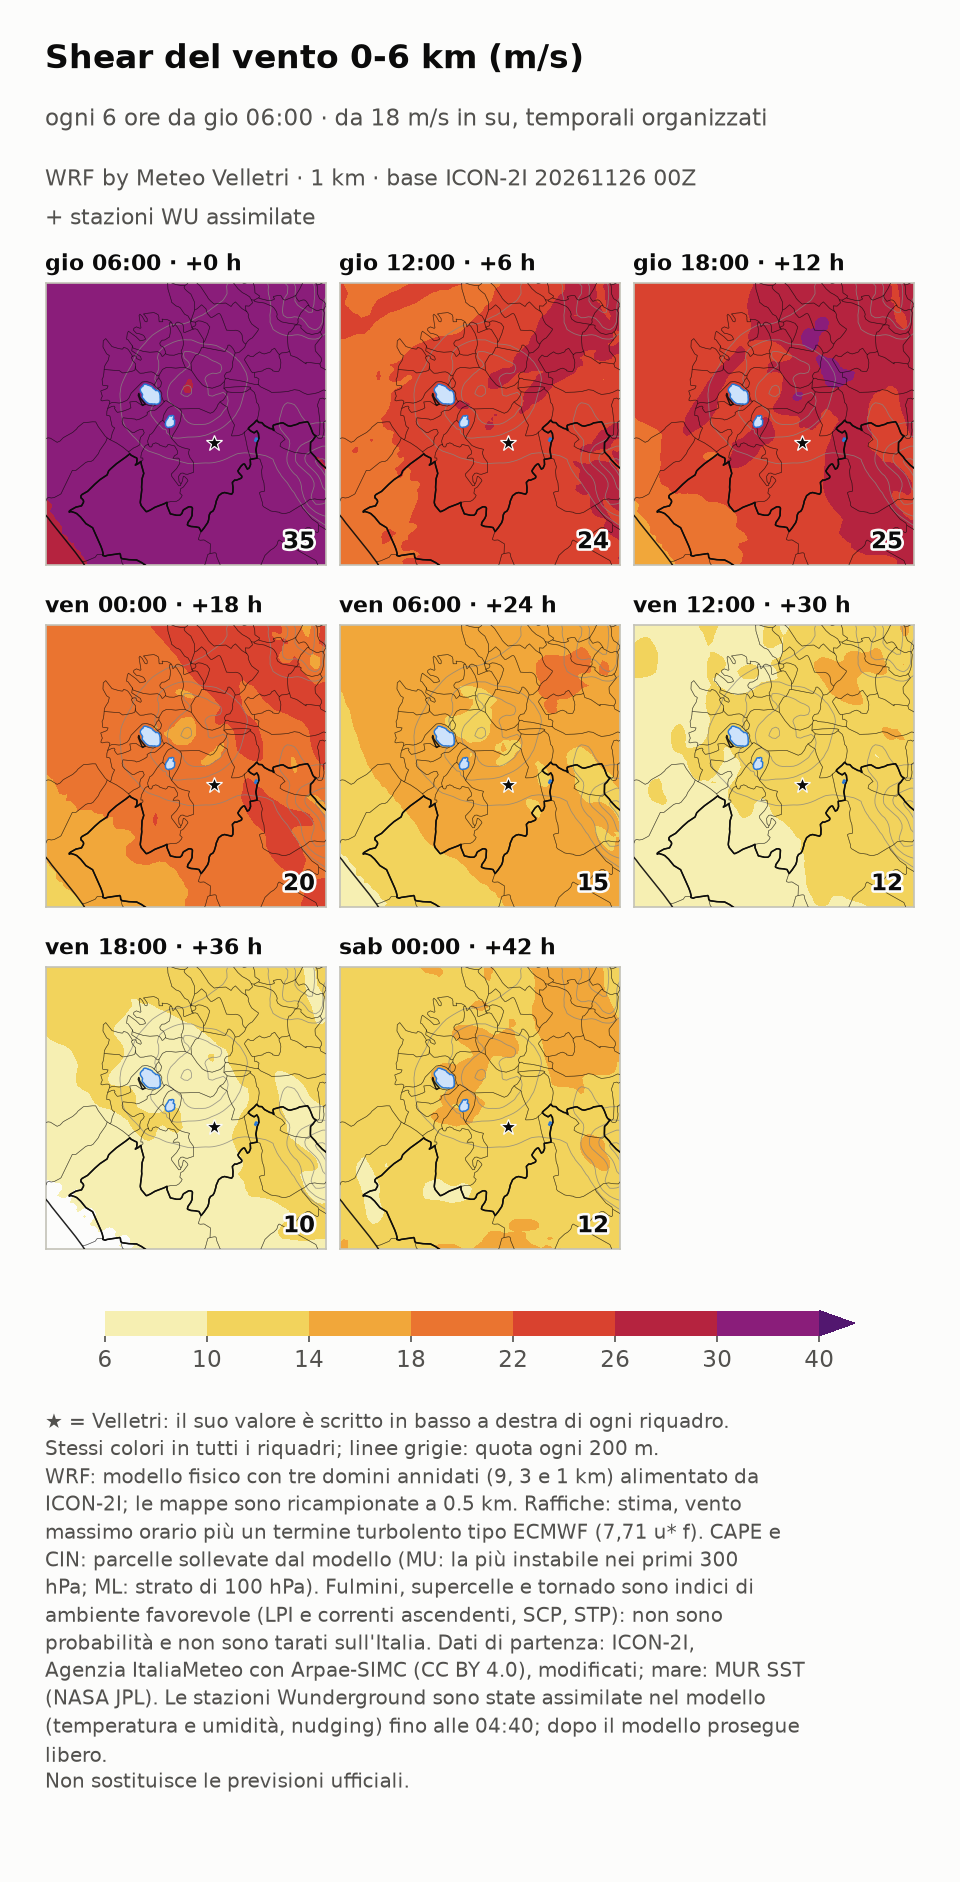 Shear del vento 0-6 km (m/s)
ogni 6 ore da gio 06:00 · da 18 m/s in su, temporali organizzati
WRF by Meteo Velletri · 1 km · base ICON-2I 20261126 00Z
+ stazioni WU assimilate
gio 06:00 · +0 h
gio 12:00 · +6 h
gio 18:00 · +12 h
35
24
25
ven 00:00 · +18 h
ven 06:00 · +24 h
ven 12:00 · +30 h
20
15
12
ven 18:00 · +36 h
sab 00:00 · +42 h
10
12
6 10 14 18 22 26 30 40
★ = Velletri: il suo valore è scritto in basso a destra di ogni riquadro.
Stessi colori in tutti i riquadri; linee grigie: quota ogni 200 m.
WRF: modello fisico con tre domini annidati (9, 3 e 1 km) alimentato da
ICON-2I; le mappe sono ricampionate a 0.5 km. Raffiche: stima, vento
massimo orario più un termine turbolento tipo ECMWF (7,71 u* f). CAPE e
CIN: parcelle sollevate dal modello (MU: la più instabile nei primi 300
hPa; ML: strato di 100 hPa). Fulmini, supercelle e tornado sono indici di
ambiente favorevole (LPI e correnti ascendenti, SCP, STP): non sono
probabilità e non sono tarati sull'Italia. Dati di partenza: ICON-2I,
Agenzia ItaliaMeteo con Arpae-SIMC (CC BY 4.0), modificati; mare: MUR SST
(NASA JPL). Le stazioni Wunderground sono state assimilate nel modello
(temperatura e umidità, nudging) fino alle 04:40; dopo il modello prosegue
libero.
Non sostituisce le previsioni ufficiali.